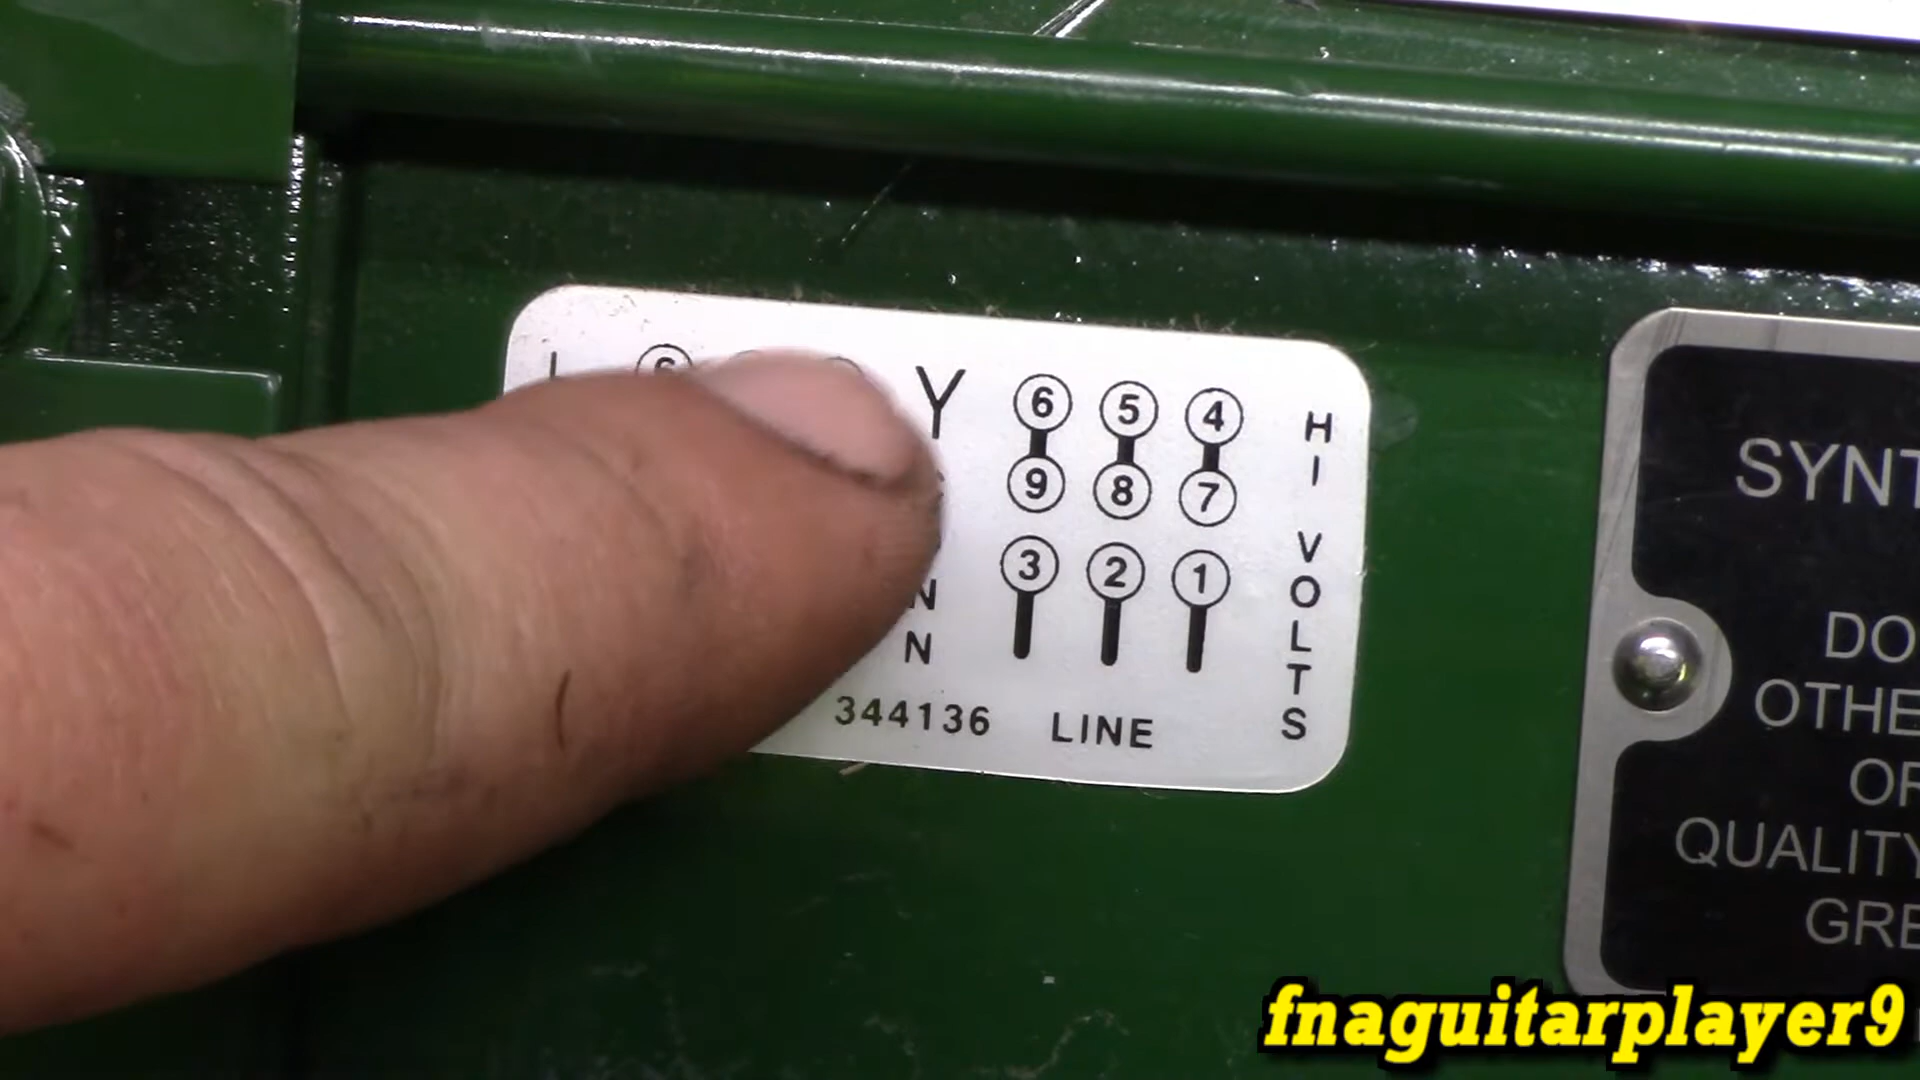 Y
6 5 4
9 8 7
3 2 1
N
N
HI VOLTS
344136 LINE
SYNT
DO
OTHE
OR
QUALITY
GRE
fnaguitarplayer9